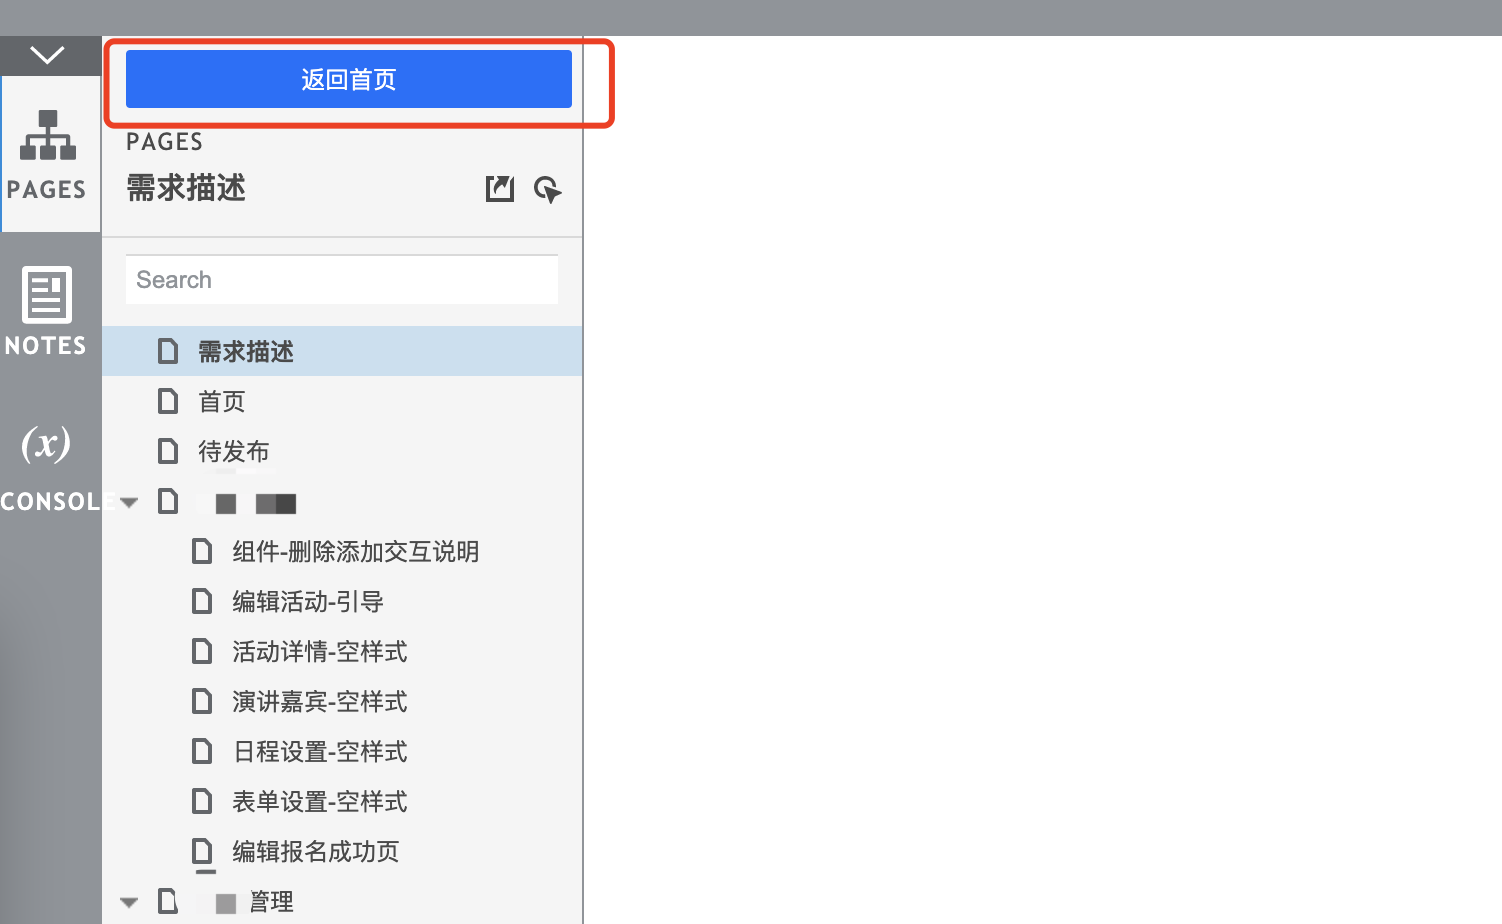 返回首页
PAGES
需求描述
PAGES
Search
NOTES
需求描述
首页
待发布
(x)
CONSOLE
组件-删除添加交互说明
编辑活动-引导
活动详情-空样式
演讲嘉宾-空样式
日程设置-空样式
表单设置-空样式
编辑报名成功页
管理